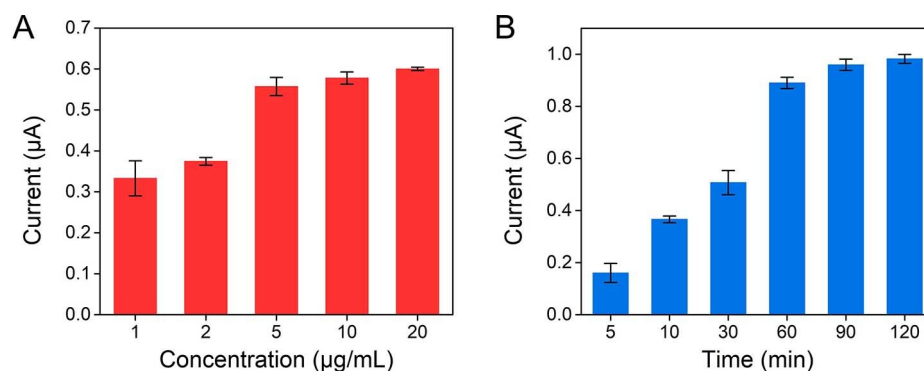 A
Current (µA)
0.7
0.6
0.5
0.4
0.3
0.2
0.1
0.0
1 2 5 10 20
Concentration (µg/mL)
B
Current (µA)
1.0
0.8
0.6
0.4
0.2
0.0
5 10 30 60 90 120
Time (min)